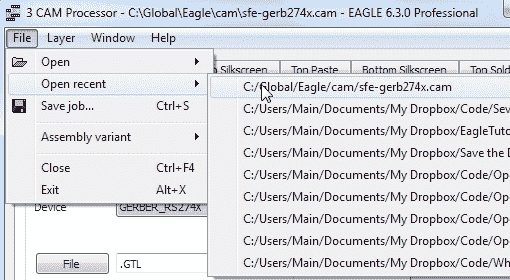 3 CAM Processor - C:\Global\Eagle\cam\sfe-gerb274x.cam - EAGLE 6.3.0 Professional
File Layer Window Help
Silkscreen Top Paste Bottom Silkscreen Top Sold
Open
Open recent
Save job... Ctrl+S
Assembly variant
Close Ctrl+F4
Exit Alt+X
C:/Global/Eagle/cam/sfe-gerb274x.cam
C:/Users/Main/Documents/My Dropbox/Code/Sev
C:/Users/Main/Documents/My Dropbox/EagleTuto
C:/Users/Main/Documents/My Dropbox/Save the D
C:/Users/Main/Documents/My Dropbox/Code/Ope
C:/Users/Main/Documents/My Dropbox/Code/Ope
C:/Users/Main/Documents/My Dropbox/Code/Ope
C:/Users/Main/Documents/My Dropbox/Code/Ope
C:/Users/Main/Documents/My Dropbox/Code/Wh
Device GERBER_RS274X
File .GTL